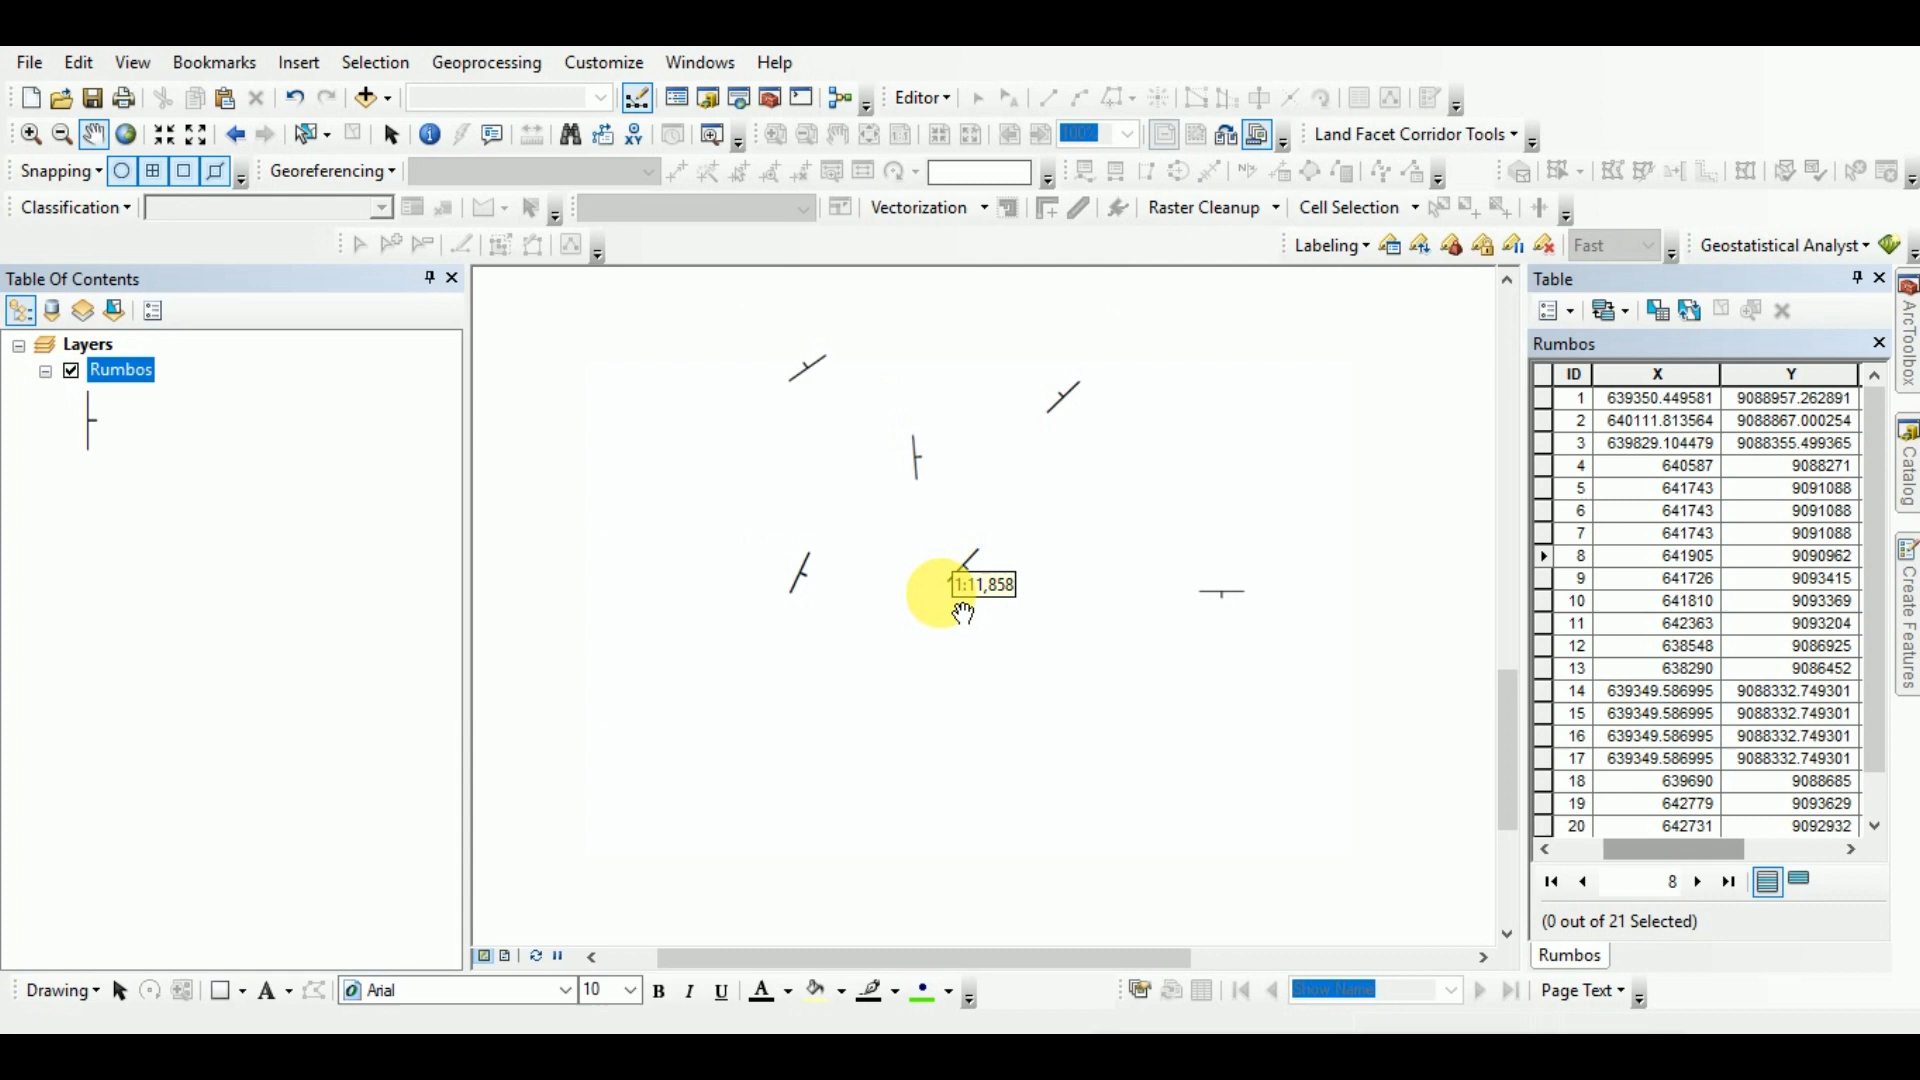 File Edit View Bookmarks Insert Selection Geoprocessing Customize Windows Help
Editor
100% Land Facet Corridor Tools
Snapping Georeferencing
Classification Vectorization Raster Cleanup Cell Selection
Labeling Fast Geostatistical Analyst
Table Of Contents
Layers
Rumbos
1:11,858
Table
Rumbos
ID X Y
1 639350.449581 9088957.262891
2 640111.813564 9088867.000254
3 639829.104479 9088355.499365
4 640587 9088271
5 641743 9091088
6 641743 9091088
7 641743 9091088
8 641905 9090962
9 641726 9093415
10 641810 9093369
11 642363 9093204
12 638548 9086925
13 638290 9086452
14 639349.586995 9088332.749301
15 639349.586995 9088332.749301
16 639349.586995 9088332.749301
17 639349.586995 9088332.749301
18 639690 9088685
19 642779 9093629
20 642731 9092932
8
(0 out of 21 Selected)
Rumbos
ArcToolbox
Catalog
Create Features
Drawing A Arial 10 B I U A Show Name Page Text